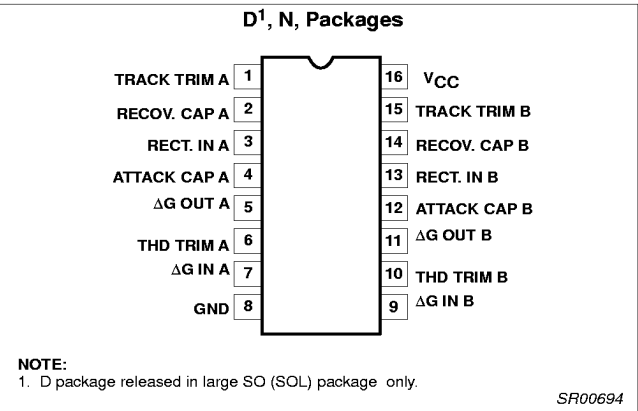 D¹, N, Packages
TRACK TRIM A 1
RECOV. CAP A 2
RECT. IN A 3
ATTACK CAP A 4
ΔG OUT A 5
THD TRIM A 6
ΔG IN A 7
GND 8
16 VCC
15 TRACK TRIM B
14 RECOV. CAP B
13 RECT. IN B
12 ATTACK CAP B
11 ΔG OUT B
10 THD TRIM B
9 ΔG IN B
NOTE:
1. D package released in large SO (SOL) package only.
SR00694